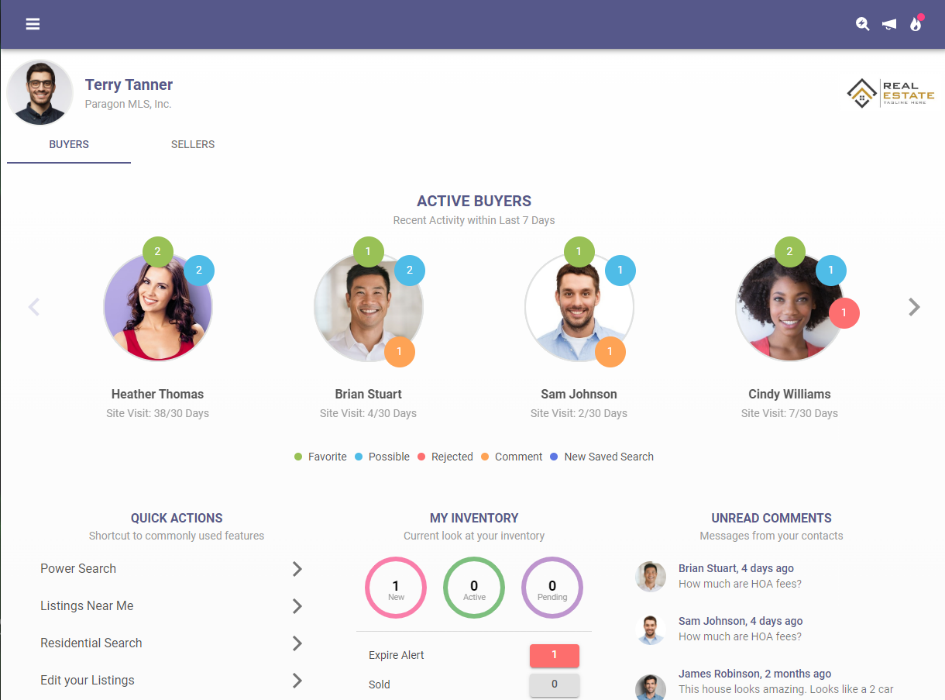 Terry Tanner
Paragon MLS, Inc.
REAL
ESTATE
TAGLINE HERE
BUYERS
SELLERS
ACTIVE BUYERS
Recent Activity within Last 7 Days
2
2
1
2
1
1
1
1
2
1
1
Heather Thomas
Site Visit: 38/30 Days
Brian Stuart
Site Visit: 4/30 Days
Sam Johnson
Site Visit: 2/30 Days
Cindy Williams
Site Visit: 7/30 Days
Favorite Possible Rejected Comment New Saved Search
QUICK ACTIONS
Shortcut to commonly used features
Power Search
Listings Near Me
Residential Search
Edit your Listings
MY INVENTORY
Current look at your inventory
1
New
0
Active
0
Pending
Expire Alert 1
Sold 0
UNREAD COMMENTS
Messages from your contacts
Brian Stuart, 4 days ago
How much are HOA fees?
Sam Johnson, 4 days ago
How much are HOA fees?
James Robinson, 2 months ago
This house looks amazing. Looks like a 2 car